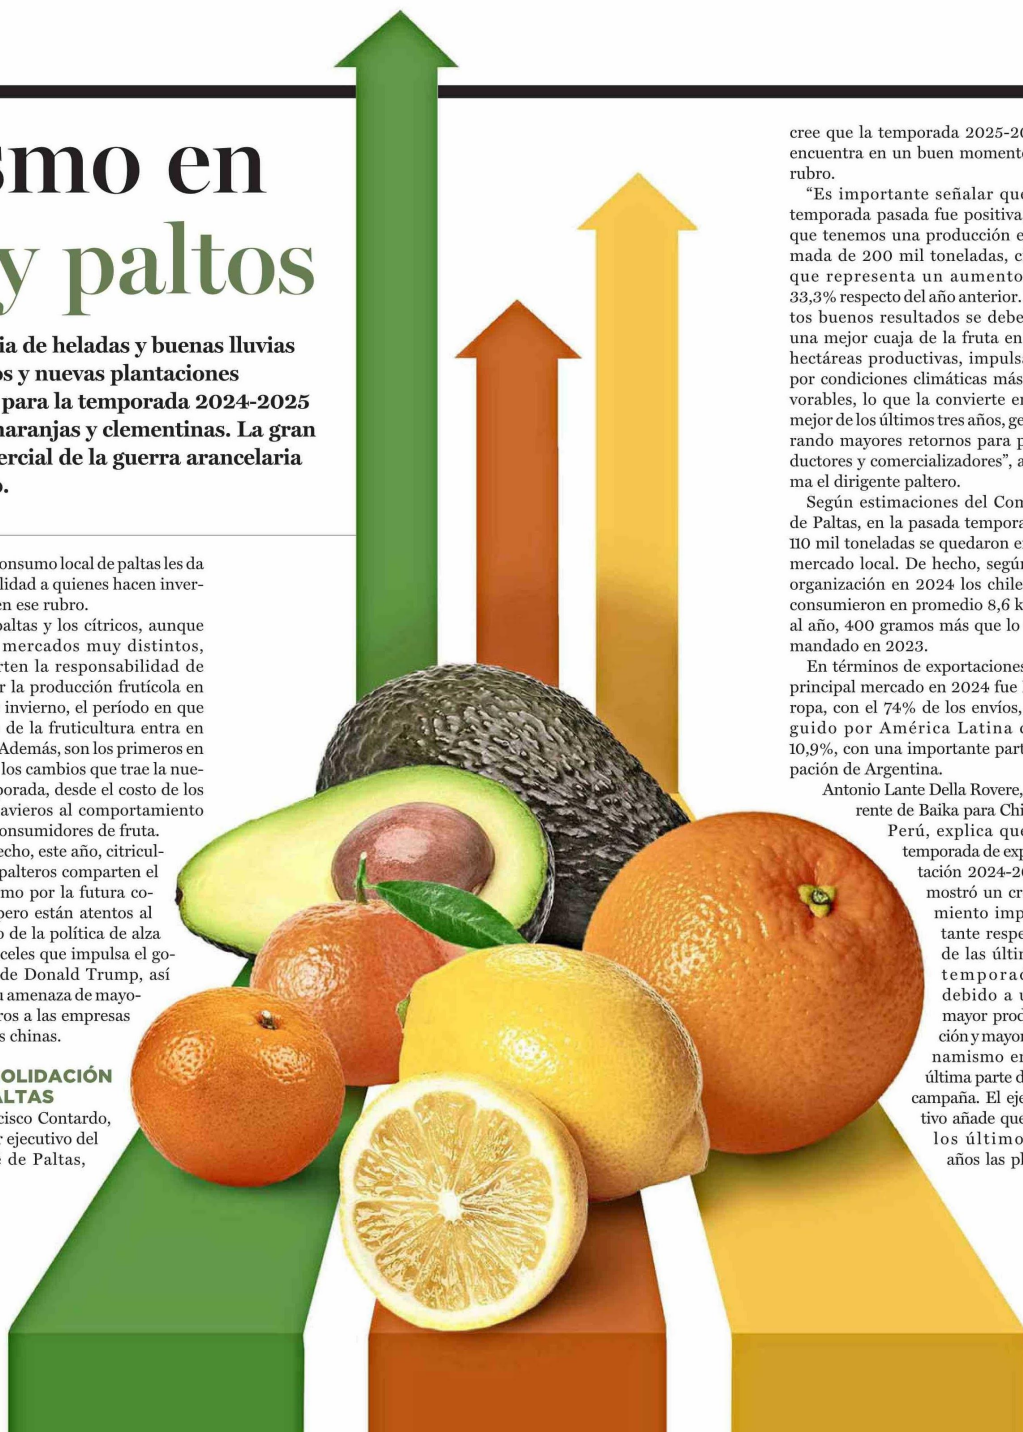 smo en
y paltos
ia de heladas y buenas lluvias
os y nuevas plantaciones
para la temporada 2024-2025
naranjas y clementinas. La gran
ercial de la guerra arancelaria
o.
onsumo local de paltas les da
lidad a quienes hacen inver-
en ese rubro.
paltas y los cítricos, aunque
mercados muy distintos,
rten la responsabilidad de
r la producción frutícola en
invierno, el período en que
de la fruticultura entra en
Además, son los primeros en
los cambios que trae la nue-
porada, desde el costo de los
avieros al comportamiento
onsumidores de fruta.
echo, este año, citricul-
palteros comparten el
mo por la futura co-
pero están atentos al
o de la política de alza
celes que impulsa el go-
de Donald Trump, así
u amenaza de mayo-
ros a las empresas
s chinas.
OLIDACIÓN
ALTAS
cisco Contardo,
r ejecutivo del
é de Paltas,
cree que la temporada 2025-20
encuentra en un buen momento
rubro.
“Es importante señalar que
temporada pasada fue positiva
que tenemos una producción e
mada de 200 mil toneladas, c
que representa un aumento
33,3% respecto del año anterior.
tos buenos resultados se debe
una mejor cuaja de la fruta en
hectáreas productivas, impulsa
por condiciones climáticas más
vorables, lo que la convierte en
mejor de los últimos tres años, ge
rando mayores retornos para p
ductores y comercializadores”, a
ma el dirigente paltero.
Según estimaciones del Com
de Paltas, en la pasada tempora
110 mil toneladas se quedaron e
mercado local. De hecho, según
organización en 2024 los chile
consumieron en promedio 8,6 k
al año, 400 gramos más que lo
mandado en 2023.
En términos de exportaciones
principal mercado en 2024 fue
ropa, con el 74% de los envíos,
guido por América Latina c
10,9%, con una importante part
pación de Argentina.
Antonio Lante Della Rovere,
rente de Baika para Chi
Perú, explica que
temporada de exp
tación 2024-20
mostró un cr
miento imp
tante respe
de las últim
temporad
debido a u
mayor prod
ción y mayor
namismo en
última parte d
campaña. El eje
tivo añade que
los último
años las pl